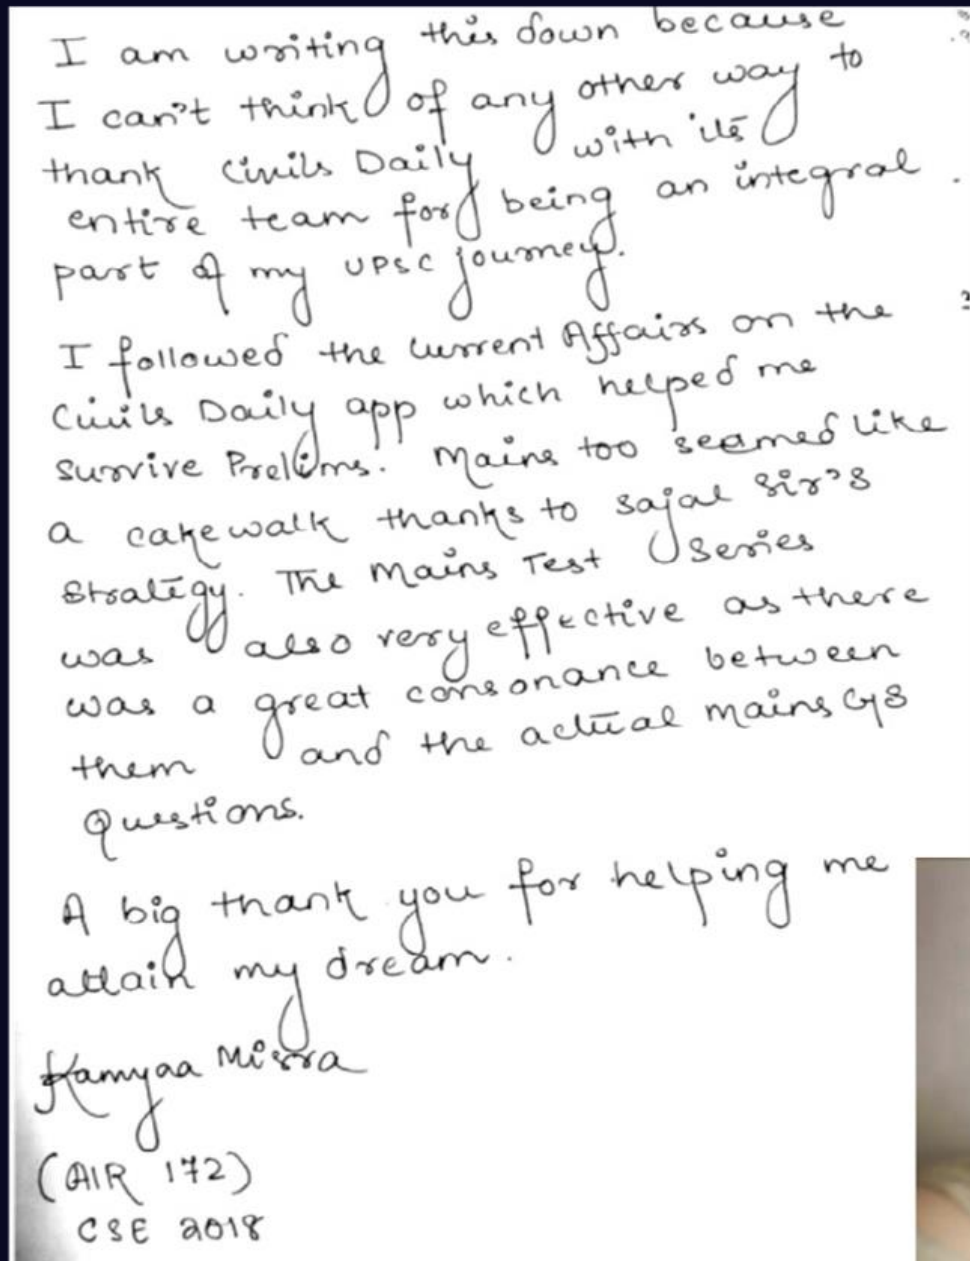 I am writing this down because
I can't think of any other way to
thank Civils Daily with its
entire team for being an integral
part of my UPSC journey.
I followed the Current Affairs on the
Civils Daily app which helped me
survive Prelims. Mains too seemed like
a cakewalk thanks to Sajal Sir's
Strategy. The Mains Test Series
was also very effective as there
was a great consonance between
them and the actual mains GS
Questions.
A big thank you for helping me
attain my dream.
Kamyaa Misra
(AIR 172)
CSE 2018